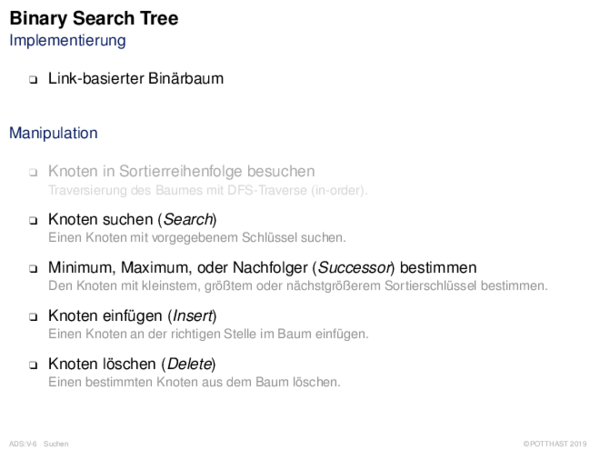 Binary Search Tree
Implementierung
❑ Link-basierter Binärbaum
Manipulation
❑ Knoten in Sortierreihenfolge besuchen
Traversierung des Baumes mit DFS-Traverse (in-order).
❑ Knoten suchen (Search)
Einen Knoten mit vorgegebenem Schlüssel suchen.
❑ Minimum, Maximum, oder Nachfolger (Successor) bestimmen
Den Knoten mit kleinstem, größtem oder nächstgrößerem Sortierschlüssel bestimmen.
❑ Knoten einfügen (Insert)
Einen Knoten an der richtigen Stelle im Baum einfügen.
❑ Knoten löschen (Delete)
Einen bestimmten Knoten aus dem Baum löschen.
ADS:V-6 Suchen ©POTTHAST 2019